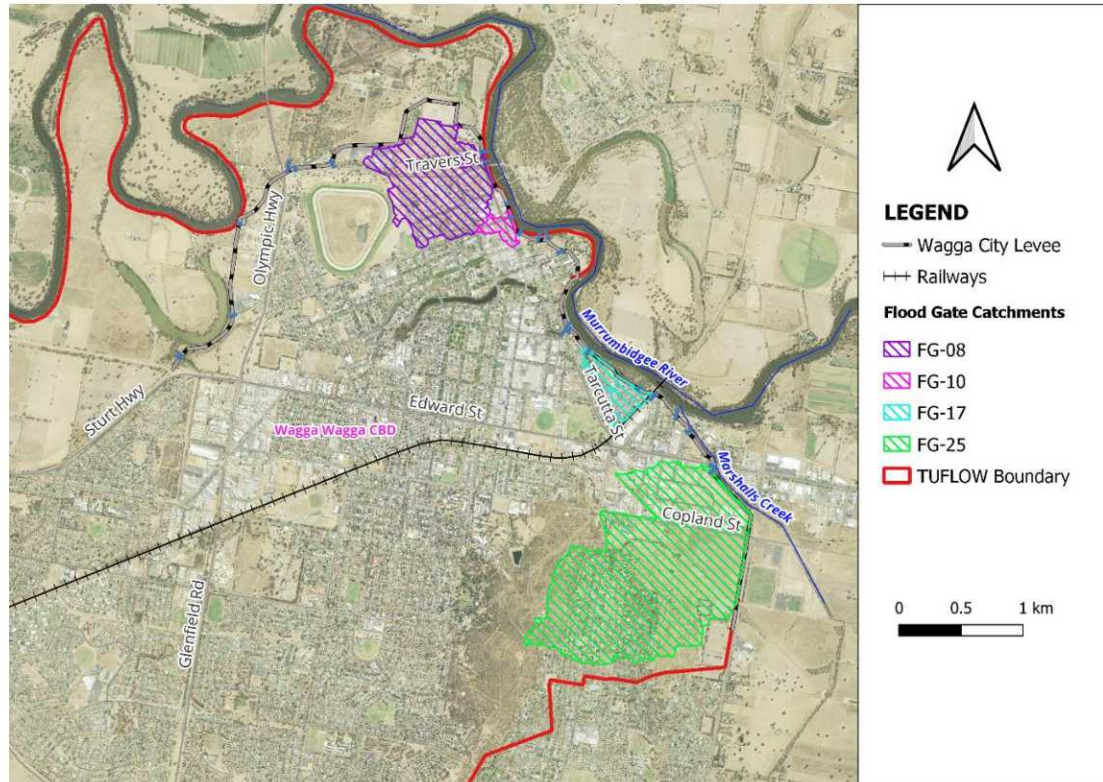 Travers St
Olympic Hwy
Murrumbidgee River
Tarcutta St
Sturt Hwy
Edward St
Wagga Wagga CBD
Marshalls Creek
Copland St
Glenfield Rd
LEGEND
Wagga City Levee
Railways
Flood Gate Catchments
FG-08
FG-10
FG-17
FG-25
TUFLOW Boundary
0 0.5 1 km